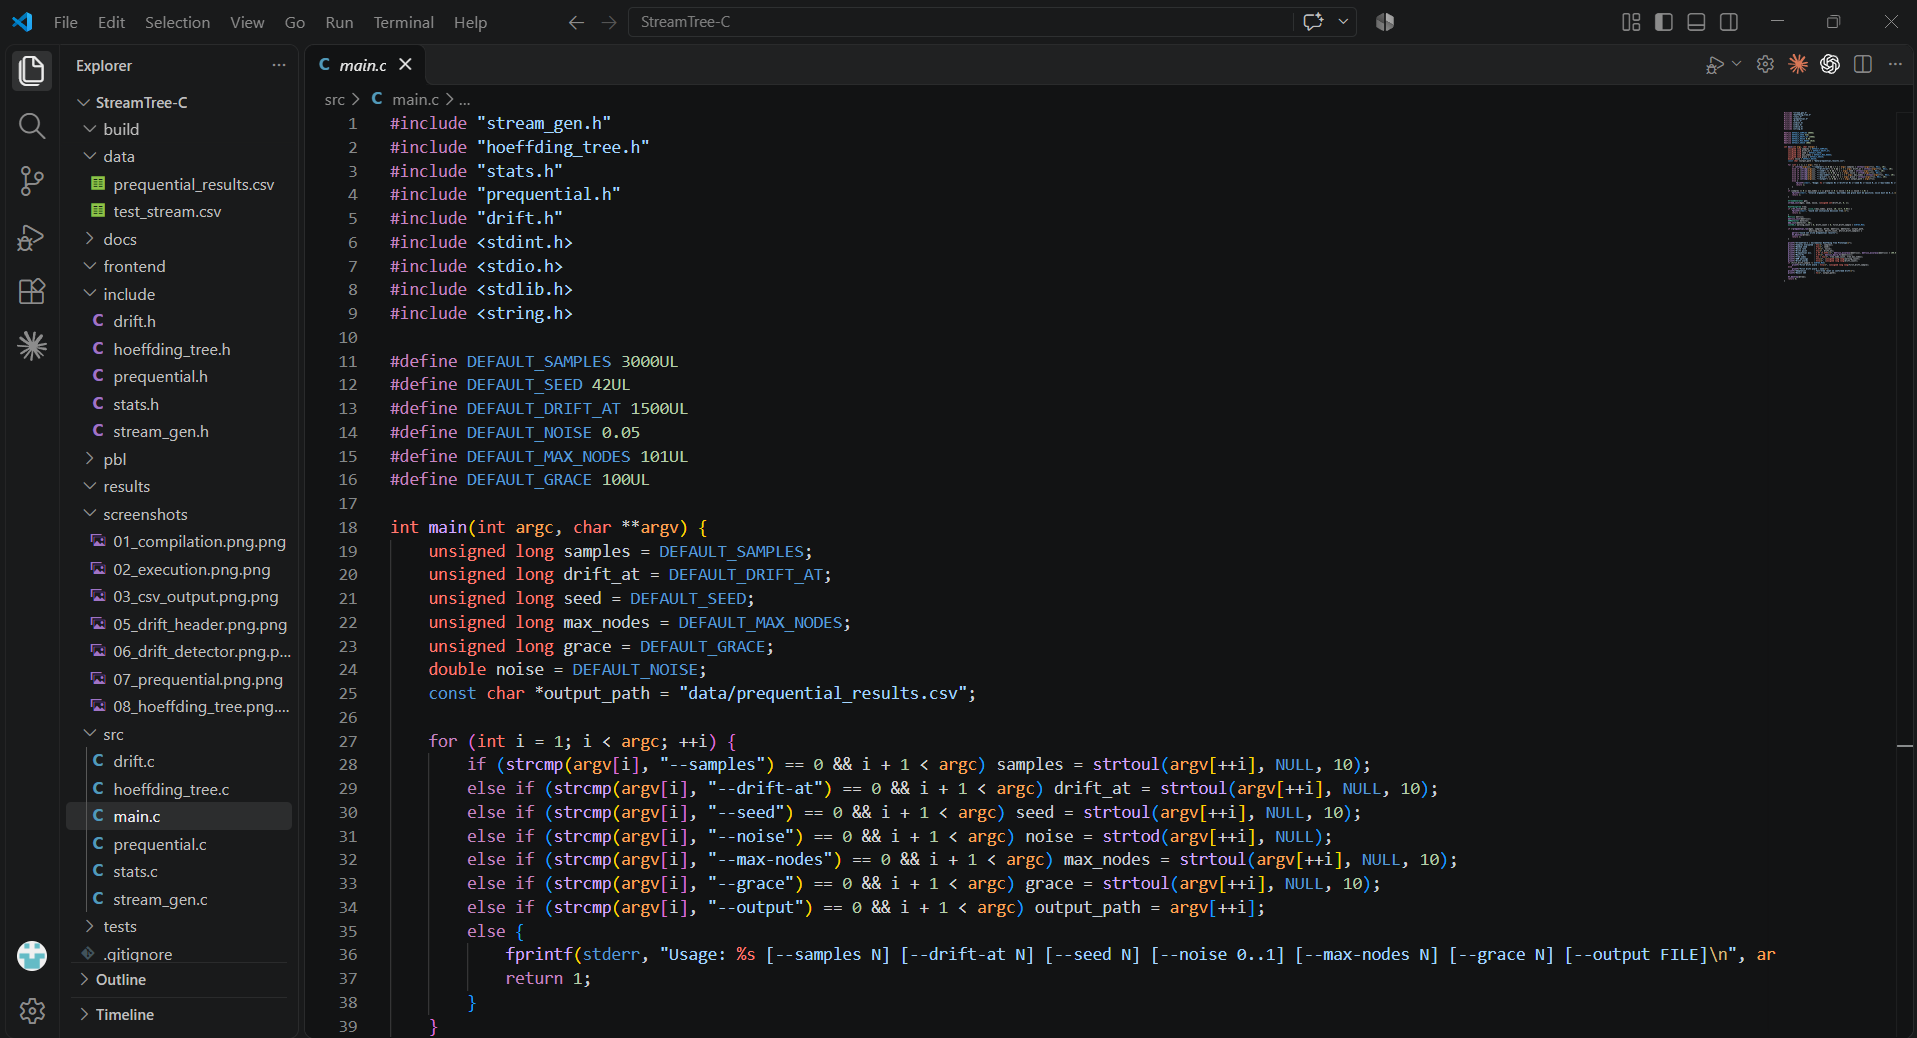 File Edit Selection View Go Run Terminal Help
StreamTree-C
Explorer
StreamTree-C
build
data
prequential_results.csv
test_stream.csv
docs
frontend
include
drift.h
hoeffding_tree.h
prequential.h
stats.h
stream_gen.h
pbl
results
screenshots
01_compilation.png.png
02_execution.png.png
03_csv_output.png.png
05_drift_header.png.png
06_drift_detector.png.p...
07_prequential.png.png
08_hoeffding_tree.png....
src
drift.c
hoeffding_tree.c
main.c
prequential.c
stats.c
stream_gen.c
tests
.gitignore
Outline
Timeline
C main.c
src > C main.c > ...
1 #include "stream_gen.h"
2 #include "hoeffding_tree.h"
3 #include "stats.h"
4 #include "prequential.h"
5 #include "drift.h"
6 #include <stdint.h>
7 #include <stdio.h>
8 #include <stdlib.h>
9 #include <string.h>
10
11 #define DEFAULT_SAMPLES 3000UL
12 #define DEFAULT_SEED 42UL
13 #define DEFAULT_DRIFT_AT 1500UL
14 #define DEFAULT_NOISE 0.05
15 #define DEFAULT_MAX_NODES 101UL
16 #define DEFAULT_GRACE 100UL
17
18 int main(int argc, char **argv) {
19     unsigned long samples = DEFAULT_SAMPLES;
20     unsigned long drift_at = DEFAULT_DRIFT_AT;
21     unsigned long seed = DEFAULT_SEED;
22     unsigned long max_nodes = DEFAULT_MAX_NODES;
23     unsigned long grace = DEFAULT_GRACE;
24     double noise = DEFAULT_NOISE;
25     const char *output_path = "data/prequential_results.csv";
26
27     for (int i = 1; i < argc; ++i) {
28         if (strcmp(argv[i], "--samples") == 0 && i + 1 < argc) samples = strtoul(argv[++i], NULL, 10);
29         else if (strcmp(argv[i], "--drift-at") == 0 && i + 1 < argc) drift_at = strtoul(argv[++i], NULL, 10);
30         else if (strcmp(argv[i], "--seed") == 0 && i + 1 < argc) seed = strtoul(argv[++i], NULL, 10);
31         else if (strcmp(argv[i], "--noise") == 0 && i + 1 < argc) noise = strtod(argv[++i], NULL);
32         else if (strcmp(argv[i], "--max-nodes") == 0 && i + 1 < argc) max_nodes = strtoul(argv[++i], NULL, 10);
33         else if (strcmp(argv[i], "--grace") == 0 && i + 1 < argc) grace = strtoul(argv[++i], NULL, 10);
34         else if (strcmp(argv[i], "--output") == 0 && i + 1 < argc) output_path = argv[++i];
35         else {
36             fprintf(stderr, "Usage: %s [--samples N] [--drift-at N] [--seed N] [--noise 0..1] [--max-nodes N] [--grace N] [--output FILE]\n", ar
37             return 1;
38         }
39     }